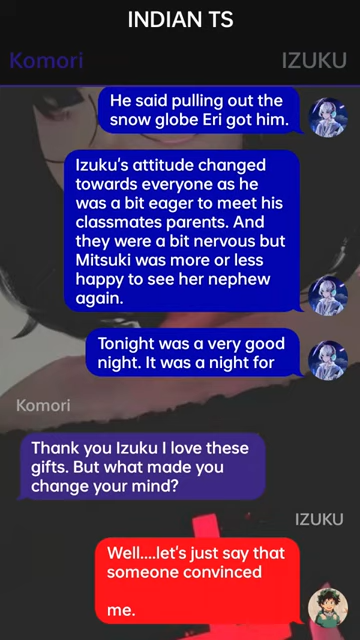 INDIAN TS
Komori
IZUKU
He said pulling out the
snow globe Eri got him.
Izuku's attitude changed
towards everyone as he
was a bit eager to meet his
classmates parents. And
they were a bit nervous but
Mitsuki was more or less
happy to see her nephew
again.
Tonight was a very good
night. It was a night for
Komori
Thank you Izuku I love these
gifts. But what made you
change your mind?
IZUKU
Well....let's just say that
someone convinced
me.